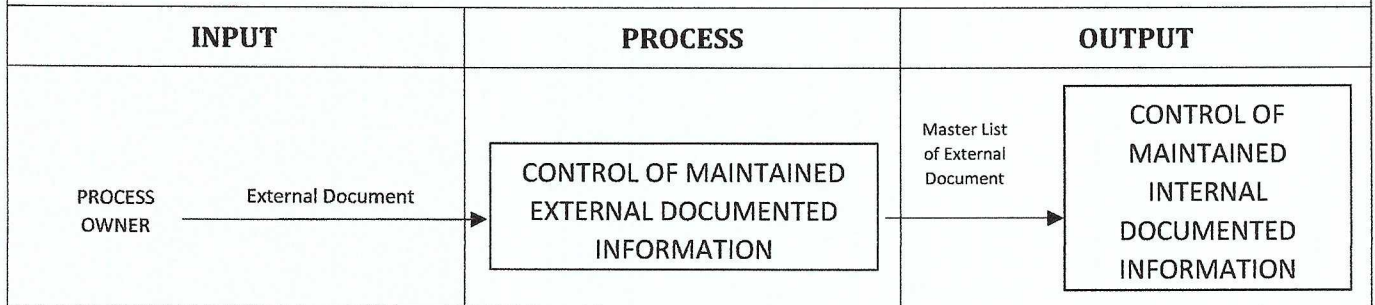 INPUT
PROCESS
OUTPUT
PROCESS
OWNER
External Document
CONTROL OF MAINTAINED
EXTERNAL DOCUMENTED
INFORMATION
Master List
of External
Document
CONTROL OF
MAINTAINED
INTERNAL
DOCUMENTED
INFORMATION